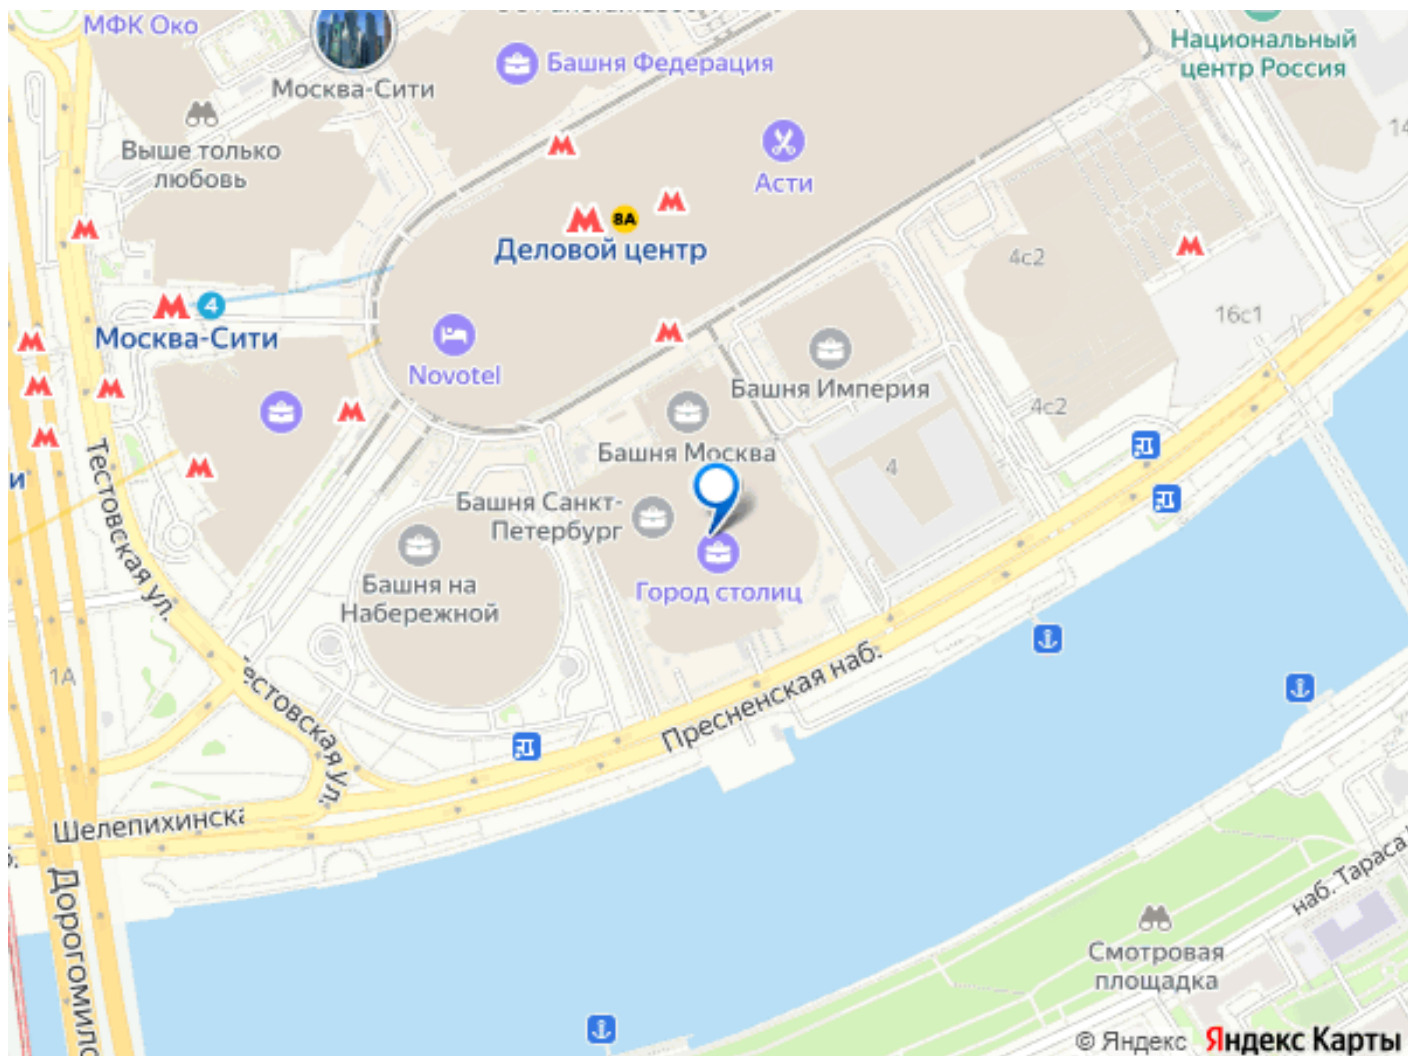 МФК Око
Москва-Сити
Башня Федерация
Национальный
центр Россия
Выше только
любовь
Асти
14
8А
Деловой центр
4с2
4
Москва-Сити
16с1
Novotel
Башня Империя
4с2
Башня Москва
4
и
Башня Санкт-
Петербург
Тестовская ул.
Башня на
Набережной
Город столиц
1А
Тестовская ул.
Пресненская наб.
Шелепихинска
Дорогомило
наб. Тараса
Смотровая
площадка
© Яндекс Яндекс Карты